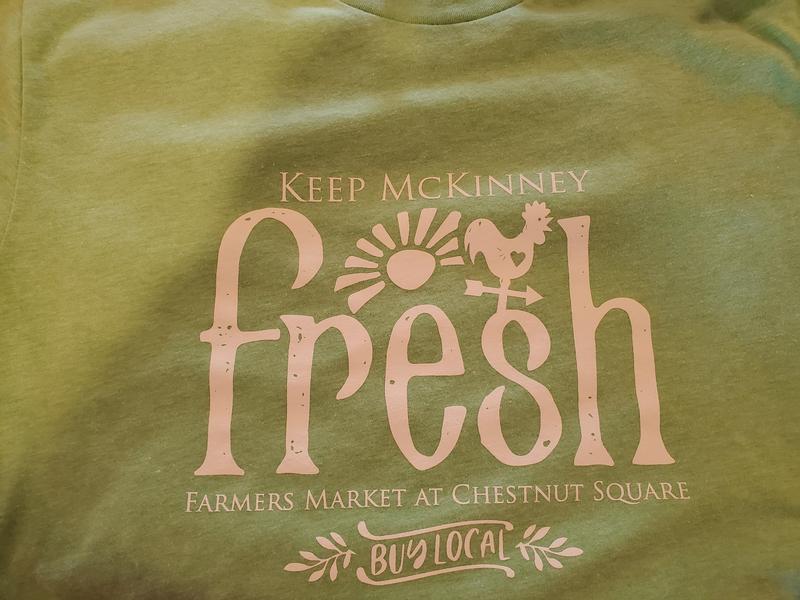 KEEP MCKINNEY
fresh
FARMERS MARKET AT CHESTNUT SQUARE
BUY LOCAL